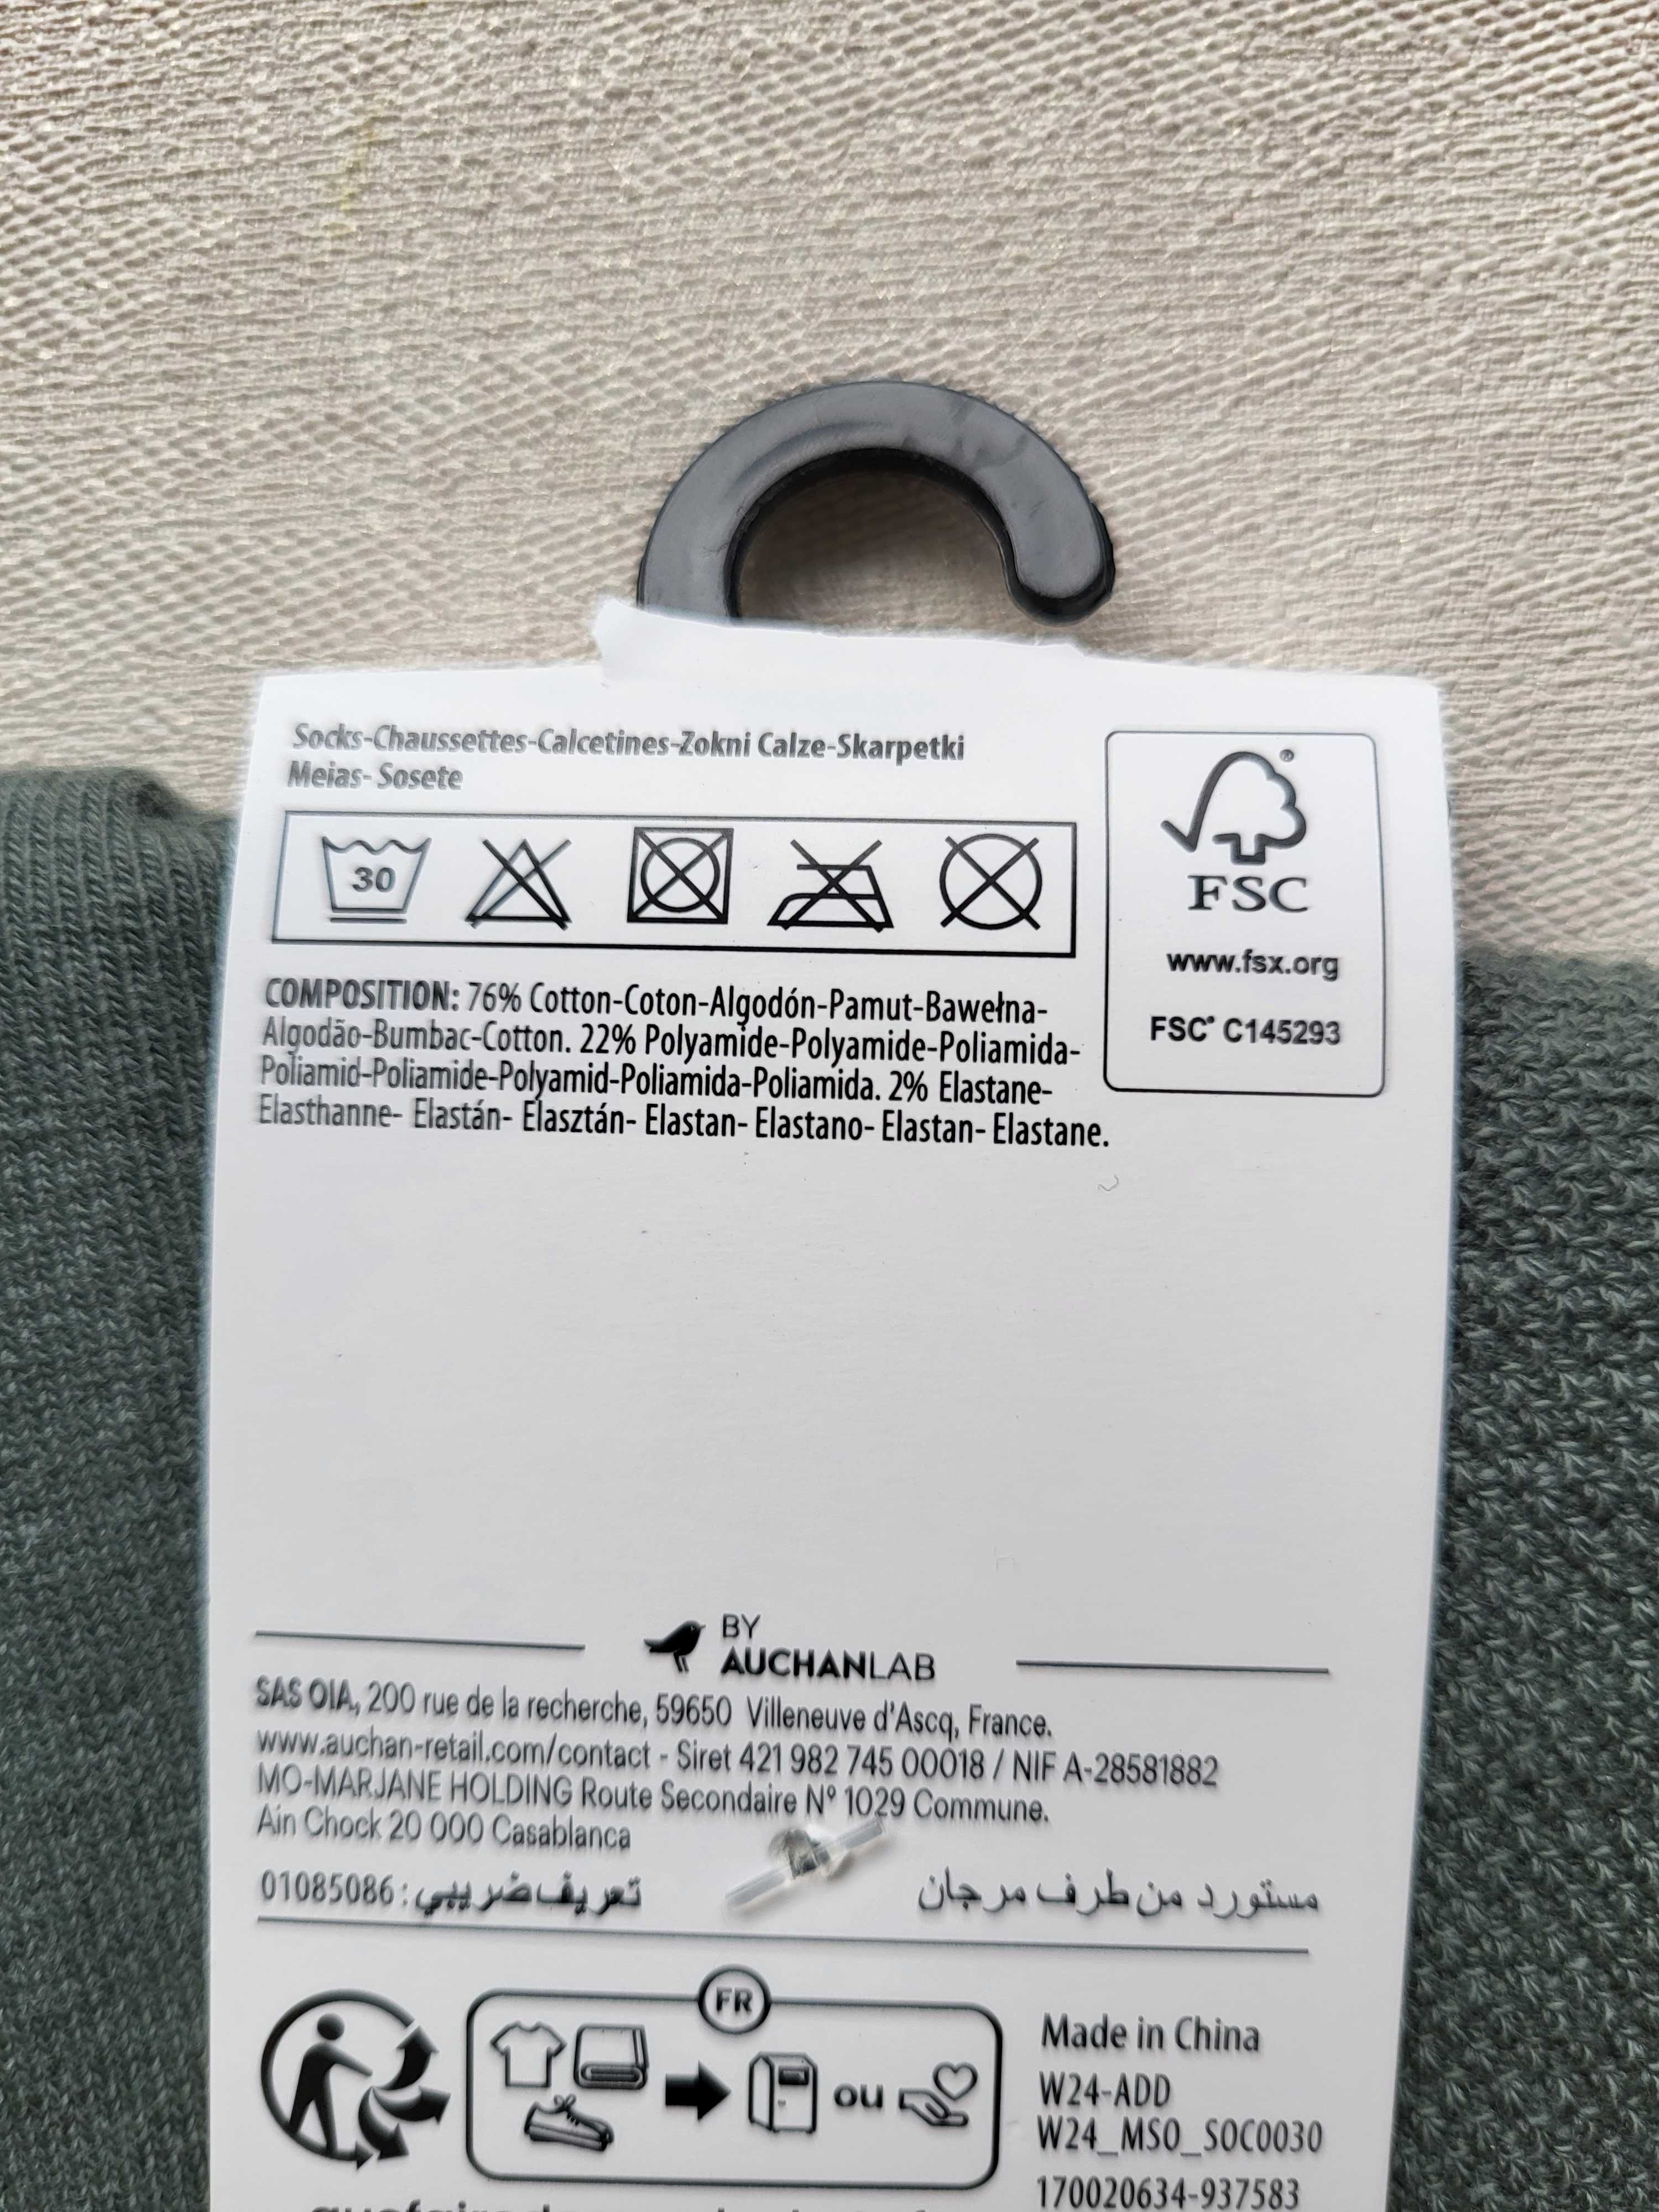 Socks-Chaussettes-Calcetines-Zokni Calze-Skarpetki
Meias- Sosete
30
FSC
www.fsx.org
FSC® C145293
COMPOSITION: 76% Cotton-Coton-Algodón-Pamut-Bawełna-
Algodão-Bumbac-Cotton. 22% Polyamide-Polyamide-Poliamida-
Poliamid-Poliamide-Polyamid-Poliamida-Poliamida. 2% Elastane-
Elasthanne- Elastán- Elasztán- Elastan- Elastano- Elastan- Elastane.
BY
AUCHANLAB
SAS OIA, 200 rue de la recherche, 59650 Villeneuve d'Ascq, France.
www.auchan-retail.com/contact - Siret 421 982 745 00018 / NIF A-28581882
MO-MARJANE HOLDING Route Secondaire N° 1029 Commune.
Ain Chock 20 000 Casablanca
مستورد من طرف مرجان
تعريف ضريبي: 01085086
FR
ou
Made in China
W24-ADD
W24_MSO_SOC0030
170020634-937583